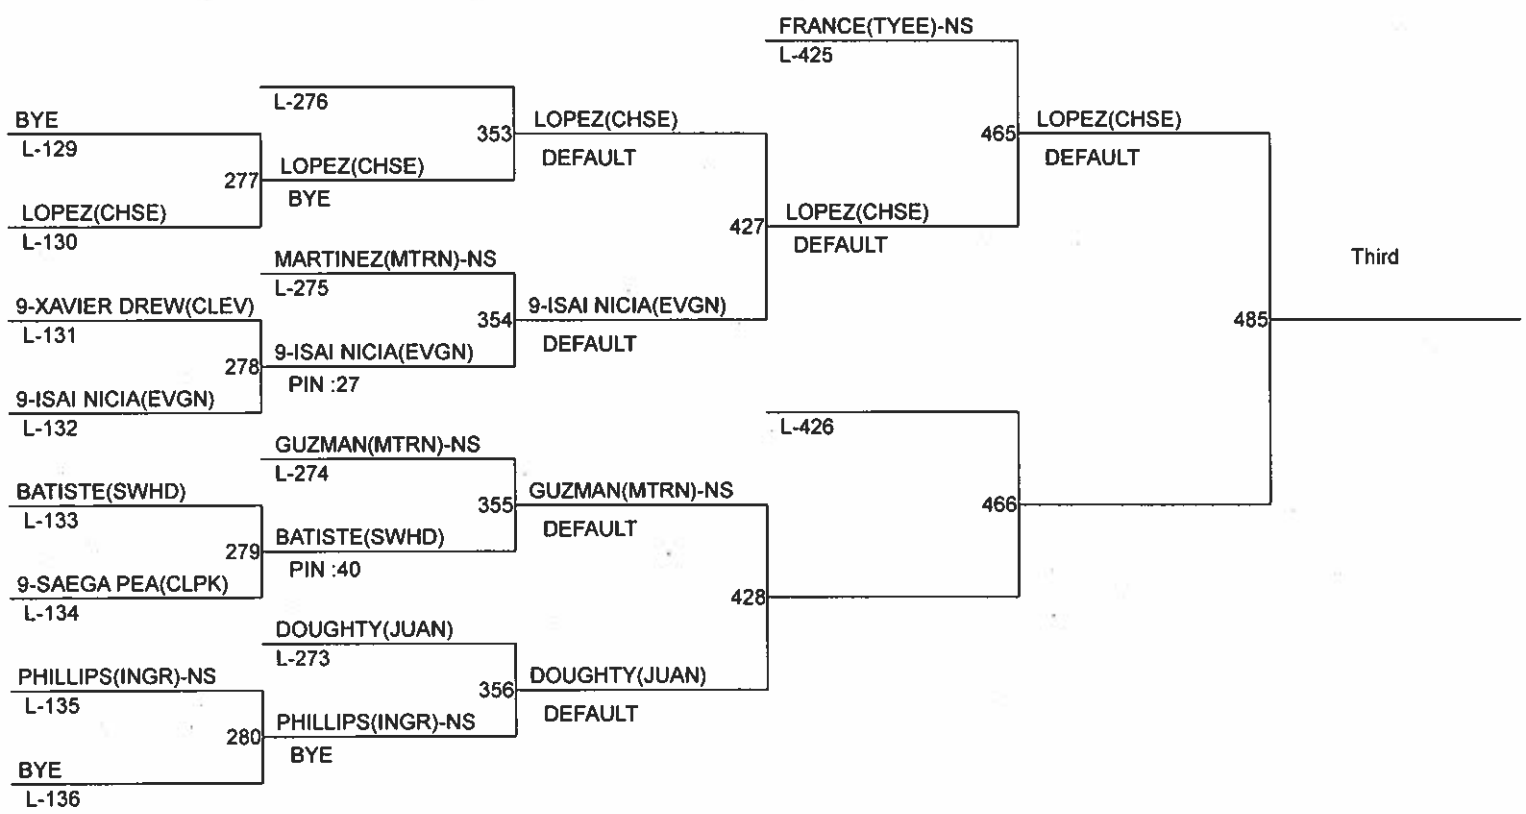 FRANCE(TYEE)-NS
L-425
L-276
BYE
L-129
353
LOPEZ(CHSE)
DEFAULT
465
LOPEZ(CHSE)
DEFAULT
277
LOPEZ(CHSE)
BYE
LOPEZ(CHSE)
L-130
427
LOPEZ(CHSE)
DEFAULT
MARTINEZ(MTRN)-NS
L-275
Third
9-XAVIER DREW(CLEV)
L-131
354
9-ISAI NICIA(EVGN)
DEFAULT
485
278
9-ISAI NICIA(EVGN)
PIN :27
9-ISAI NICIA(EVGN)
L-132
L-426
GUZMAN(MTRN)-NS
L-274
BATISTE(SWHD)
L-133
355
GUZMAN(MTRN)-NS
DEFAULT
466
279
BATISTE(SWHD)
PIN :40
9-SAEGA PEA(CLPK)
L-134
428
DOUGHTY(JUAN)
L-273
PHILLIPS(INGR)-NS
L-135
356
DOUGHTY(JUAN)
DEFAULT
280
PHILLIPS(INGR)-NS
BYE
BYE
L-136